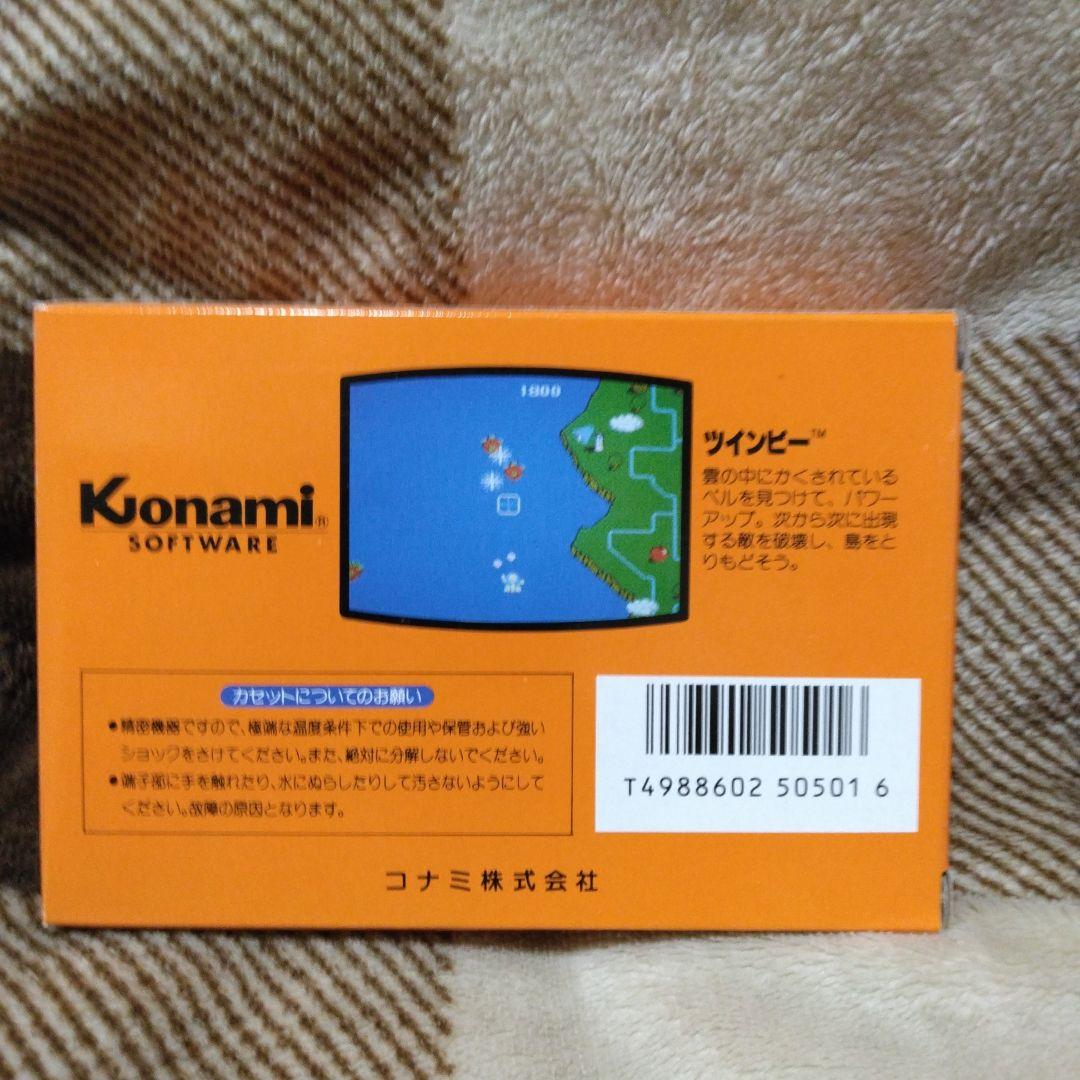 Konami®
SOFTWARE
1800
ツインビー™
雲の中にかくされている
ベルを見つけて、パワー
アップ。次から次に出現
する敵を破壊し、島をと
りもどそう。
カセットについてのお願い
●精密機器ですので、極端な温度条件下での使用や保管および強い
ショックをさけてください。また、絶対に分解しないでください。
●端子部に手を触れたり、水にぬらしたりして汚さないようにして
ください。故障の原因となります。
T4988602 50501 6
コナミ株式会社